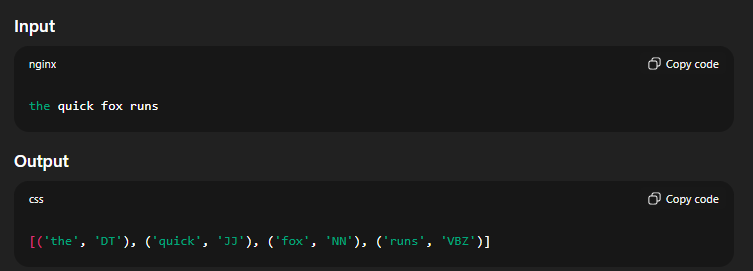 Input
nginx
Copy code
the quick fox runs
Output
css
Copy code
[('the', 'DT'), ('quick', 'JJ'), ('fox', 'NN'), ('runs', 'VBZ')]